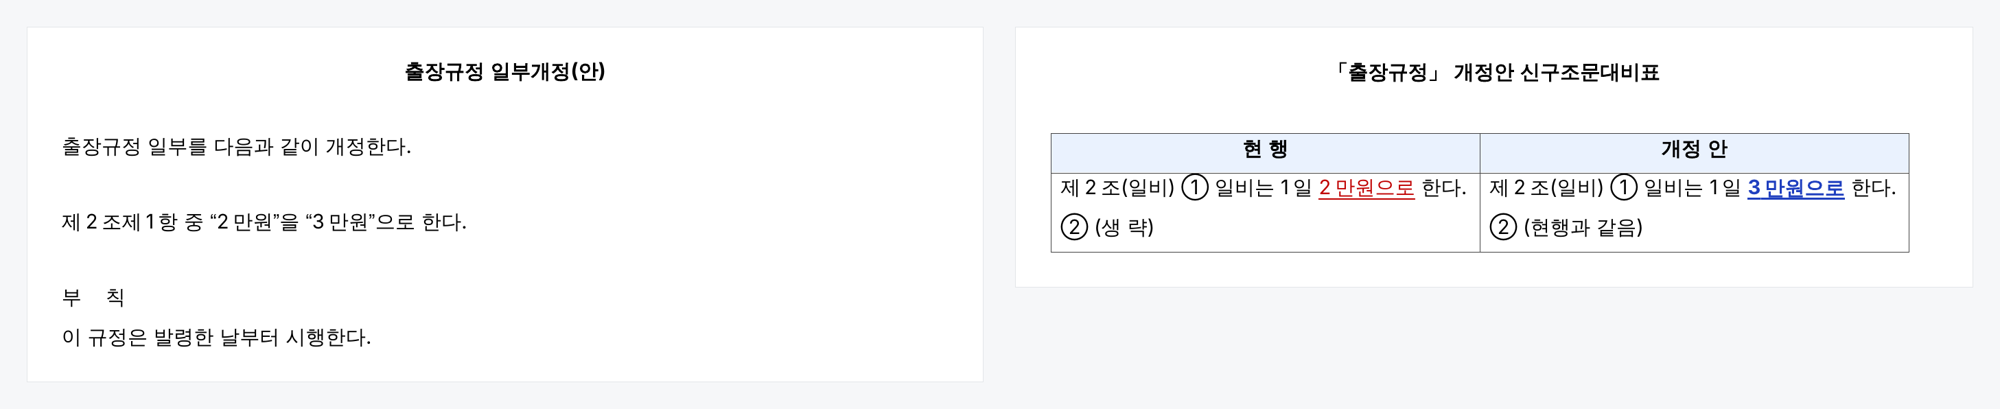 출장규정 일부개정(안)
출장규정 일부를 다음과 같이 개정한다.
제2조제1항 중 “2만원”을 “3만원”으로 한다.
부 칙
이 규정은 발령한 날부터 시행한다.
「출장규정」 개정안 신구조문대비표
현 행
개정 안
제2조(일비) ① 일비는 1일 2만원으로 한다.
② (생 략)
제2조(일비) ① 일비는 1일 3만원으로 한다.
② (현행과 같음)